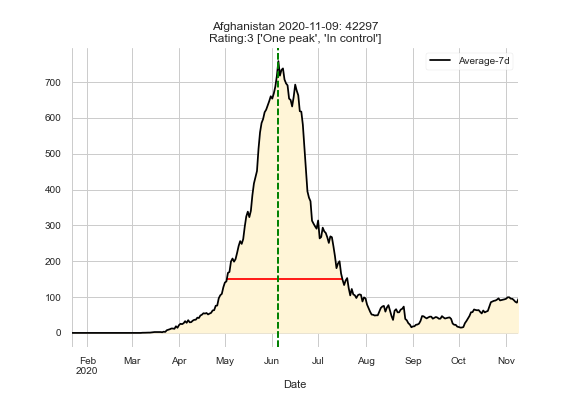 Afghanistan 2020-11-09: 42297
Rating:3 ['One peak', 'In control']
Average-7d
700
600
500
400
300
200
100
0
Feb Mar Apr May Jun Jul Aug Sep Oct Nov
2020
Date